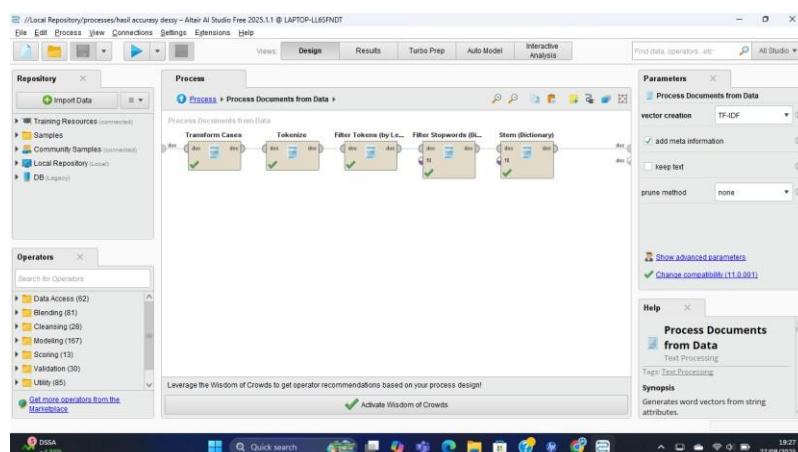 //Local Repository/processes/hasil accurasy dessy – Altair AI Studio Free 2025.1.1 @ LAPTOP-LL65FNDT
File Edit Process View Connections Settings Extensions Help
Views: Design Results Turbo Prep Auto Model Interactive Analysis
Find data, operators...etc All Studio
Repository
Import Data
Training Resources (connected)
Samples
Community Samples (connected)
Local Repository (Local)
DB (Legacy)
Operators
Search for Operators
Data Access (62)
Blending (81)
Cleansing (28)
Modeling (167)
Scoring (13)
Validation (30)
Utility (85)
Get more operators from the Marketplace
Process
Process Process Documents from Data
Process Documents from Data
Transform Cases Tokenize Filter Tokens (by Le... Filter Stopwords (Di... Stem (Dictionary)
doc doc doc doc doc doc doc doc doc doc doc doc
fil fil
doc
Leverage the Wisdom of Crowds to get operator recommendations based on your process design!
Activate Wisdom of Crowds
Parameters
Process Documents from Data
vector creation TF-IDF
add meta information
keep text
prune method none
Show advanced parameters
Change compatibility (11.0.001)
Help
Process Documents
from Data
Text Processing
Tags: Text Processing
Synopsis
Generates word vectors from string
attributes.
DSSA
Quick search
19:27
27/08/2025